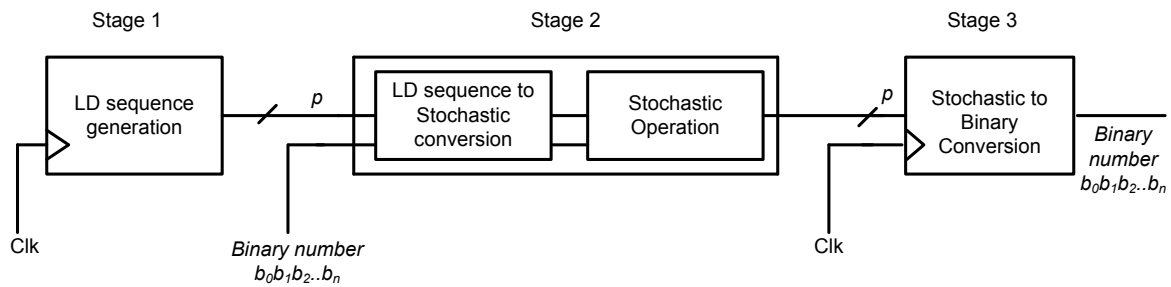 Stage 1
Stage 2
Stage 3
LD sequence
generation
p
LD sequence to
Stochastic
conversion
Stochastic
Operation
p
Stochastic to
Binary
Conversion
Binary
number
b0b1b2..bn
Clk
Binary number
b0b1b2..bn
Clk